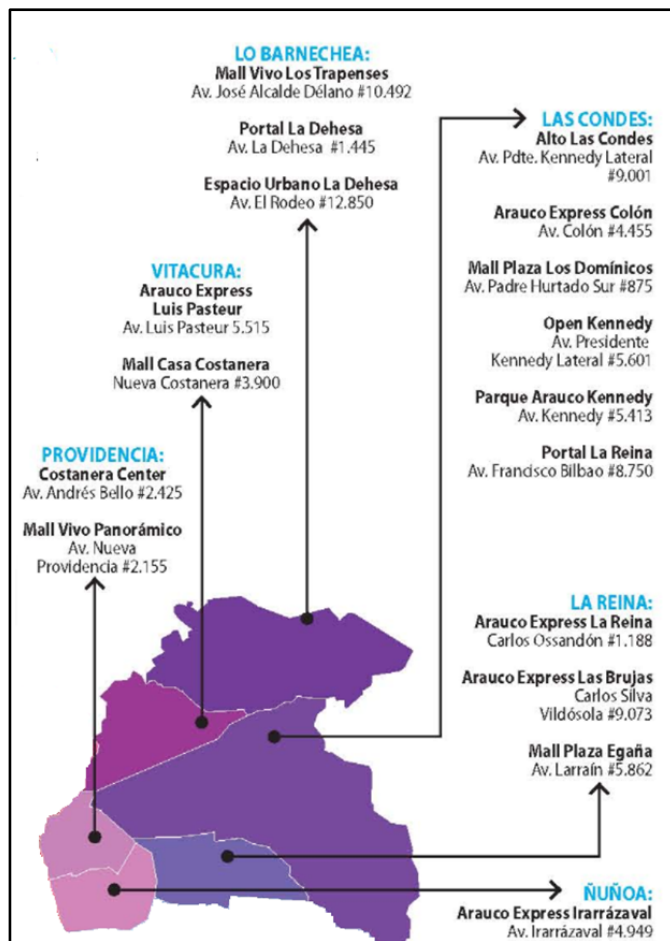 LO BARNECHEA:
Mall Vivo Los Trapenses
Av. José Alcalde Délano #10.492
Portal La Dehesa
Av. La Dehesa #1.445
Espacio Urbano La Dehesa
Av. El Rodeo #12.850
LAS CONDES:
Alto Las Condes
Av. Pdte. Kennedy Lateral
#9.001
Arauco Express Colón
Av. Colón #4.455
Mall Plaza Los Domínicos
Av. Padre Hurtado Sur #875
Open Kennedy
Av. Presidente
Kennedy Lateral #5.601
Parque Arauco Kennedy
Av. Kennedy #5.413
Portal La Reina
Av. Francisco Bilbao #8.750
VITACURA:
Arauco Express
Luis Pasteur
Av. Luis Pasteur 5.515
Mall Casa Costanera
Nueva Costanera #3.900
PROVIDENCIA:
Costanera Center
Av. Andrés Bello #2.425
Mall Vivo Panorámico
Av. Nueva
Providencia #2.155
LA REINA:
Arauco Express La Reina
Carlos Ossandón #1.188
Arauco Express Las Brujas
Carlos Silva
Vildósola #9.073
Mall Plaza Egaña
Av. Larraín #5.862
ÑUÑOA:
Arauco Express Irarrázaval
Av. Irarrázaval #4.949